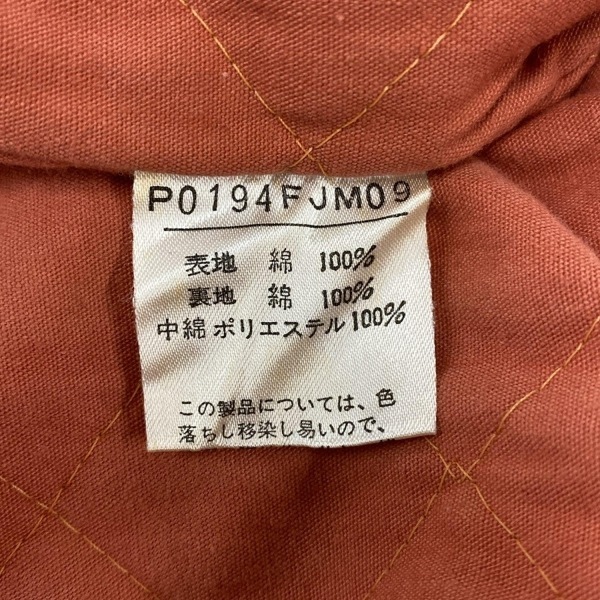 P0194FJM09
表地 綿 100%
裏地 綿 100%
中綿 ポリエステル 100%
この製品については、色
落ちし移染し易いので、